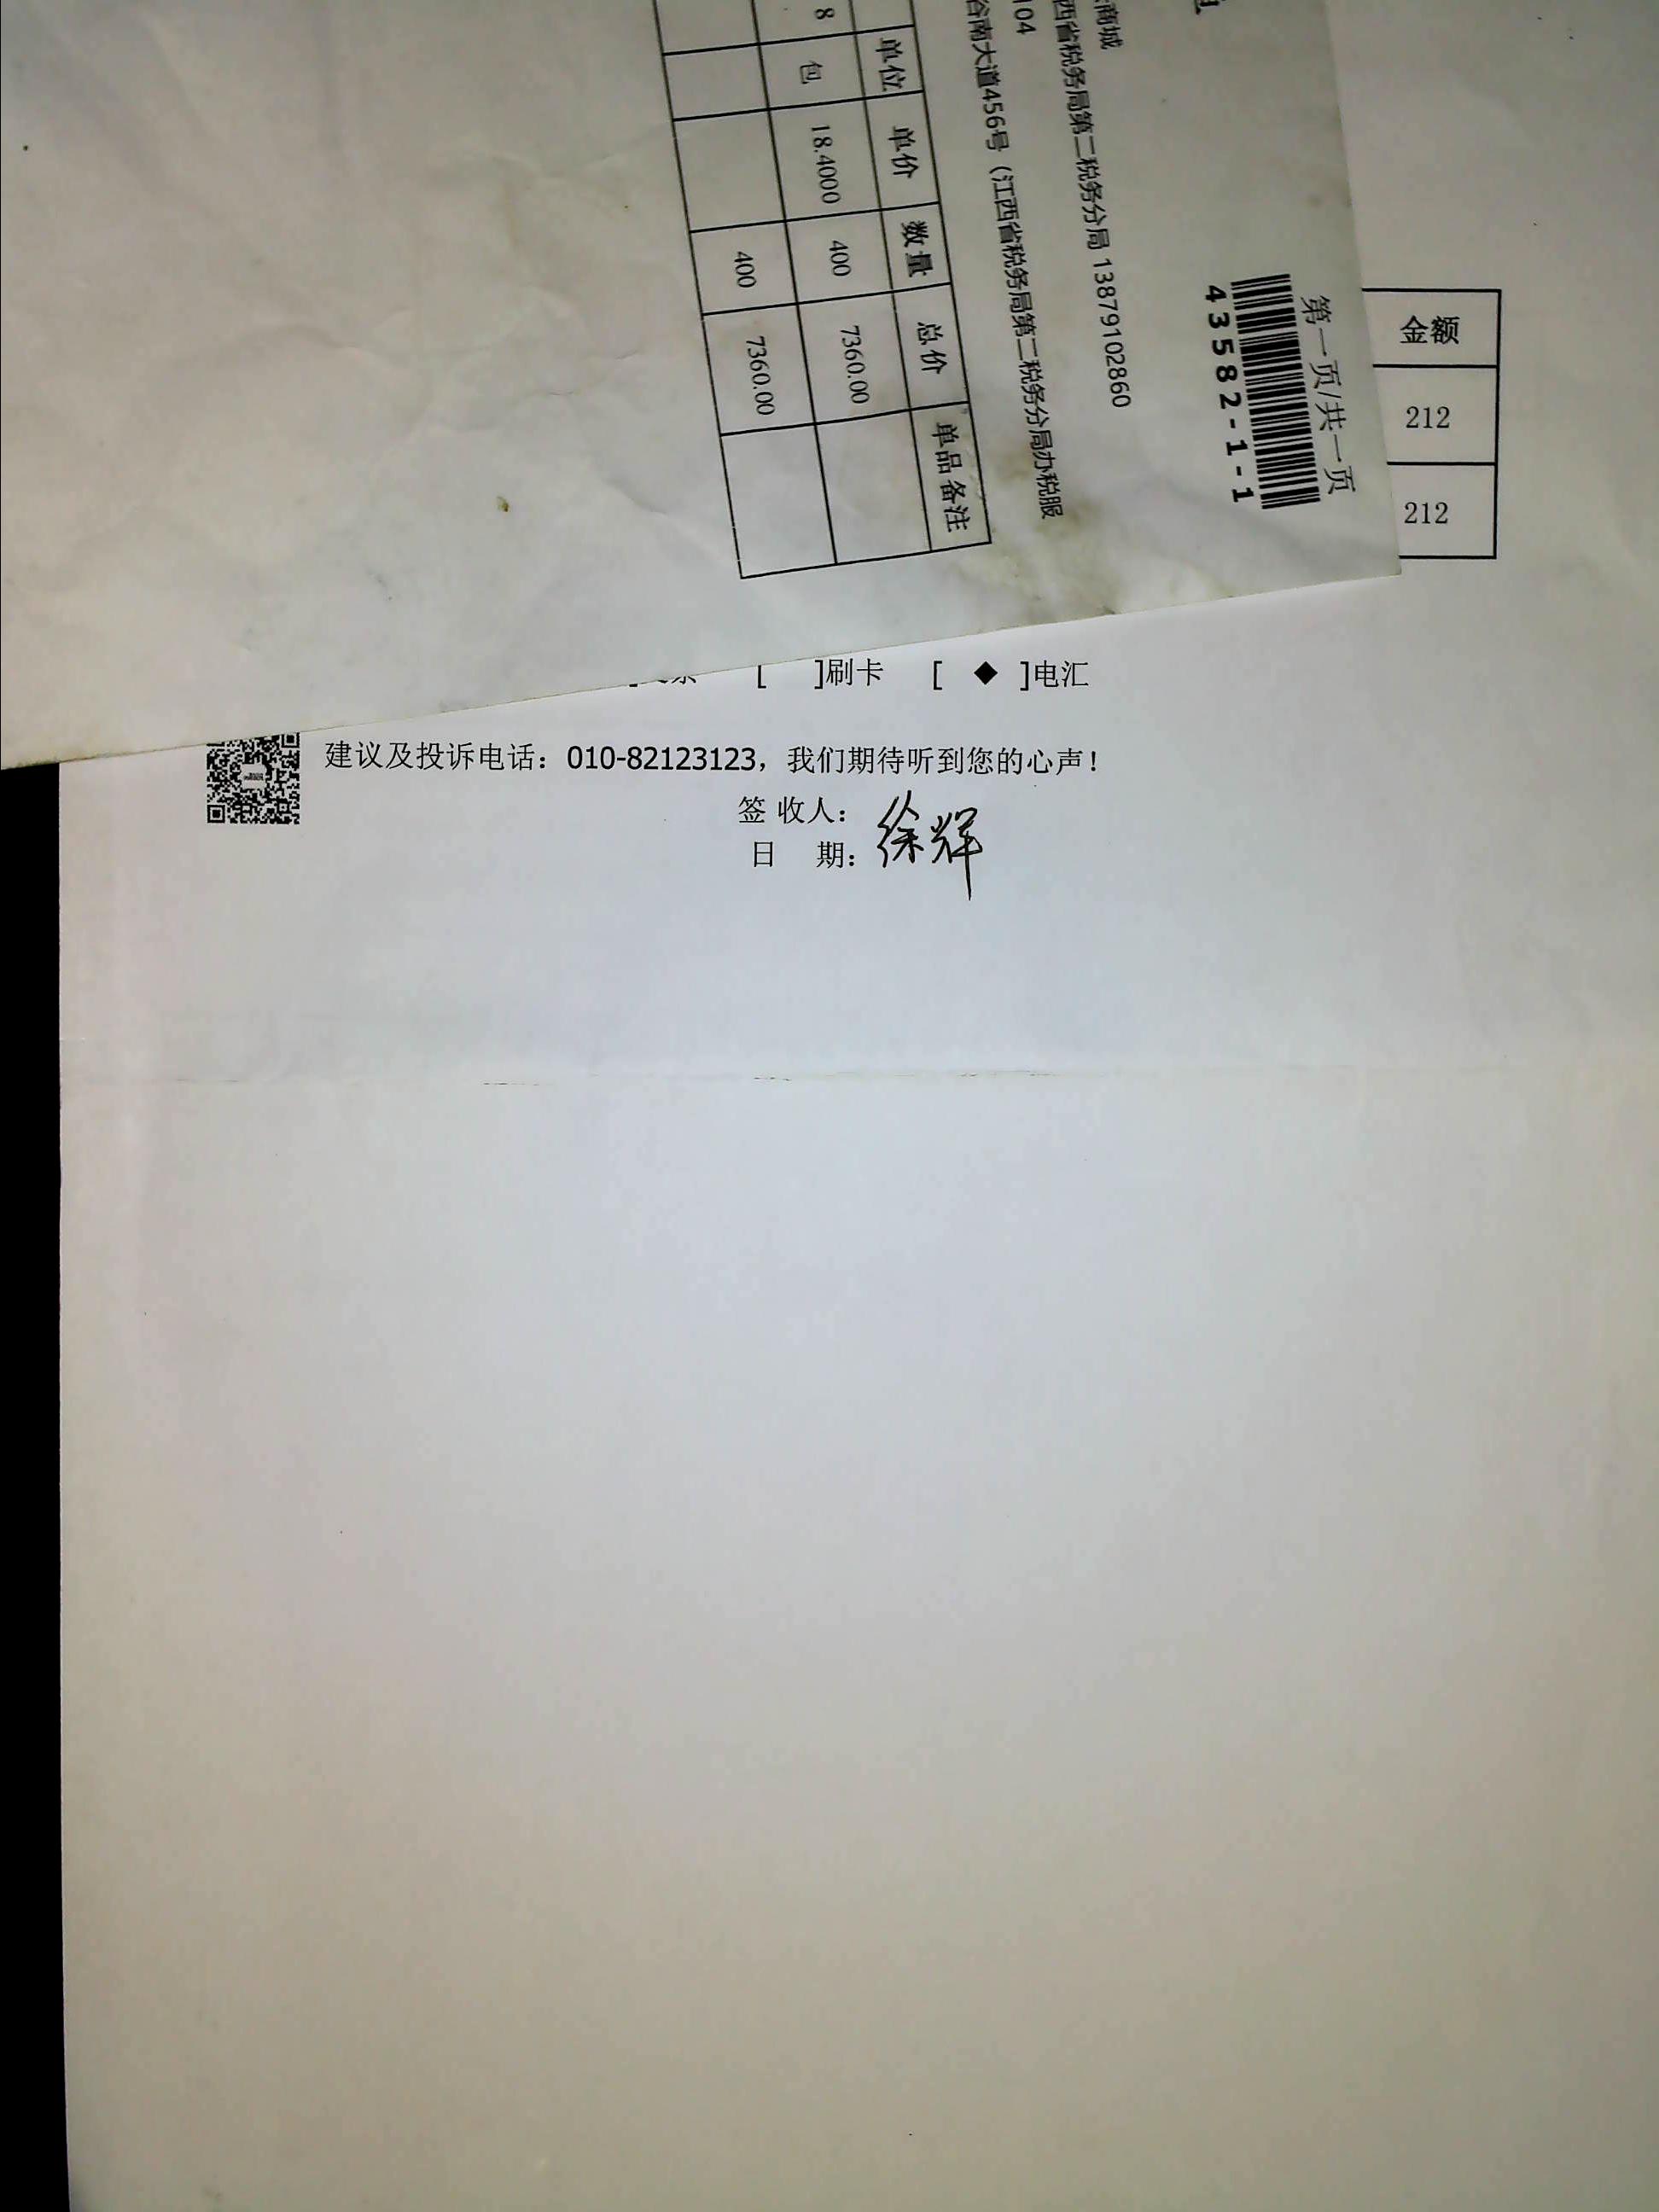 第一页/共一页
43582-1-1
商城
西省税务局第二税务分局 13879102860
104
谷南大道456号（江西省税务局第二税务分局办税服
单位 单价 数量 总价 单品备注
8 包 18.4000 400 7360.00
400 7360.00
金额
212
212
[ ]刷卡 [ ◆ ]电汇
建议及投诉电话：010-82123123，我们期待听到您的心声！
签 收人：徐辉
日 期：